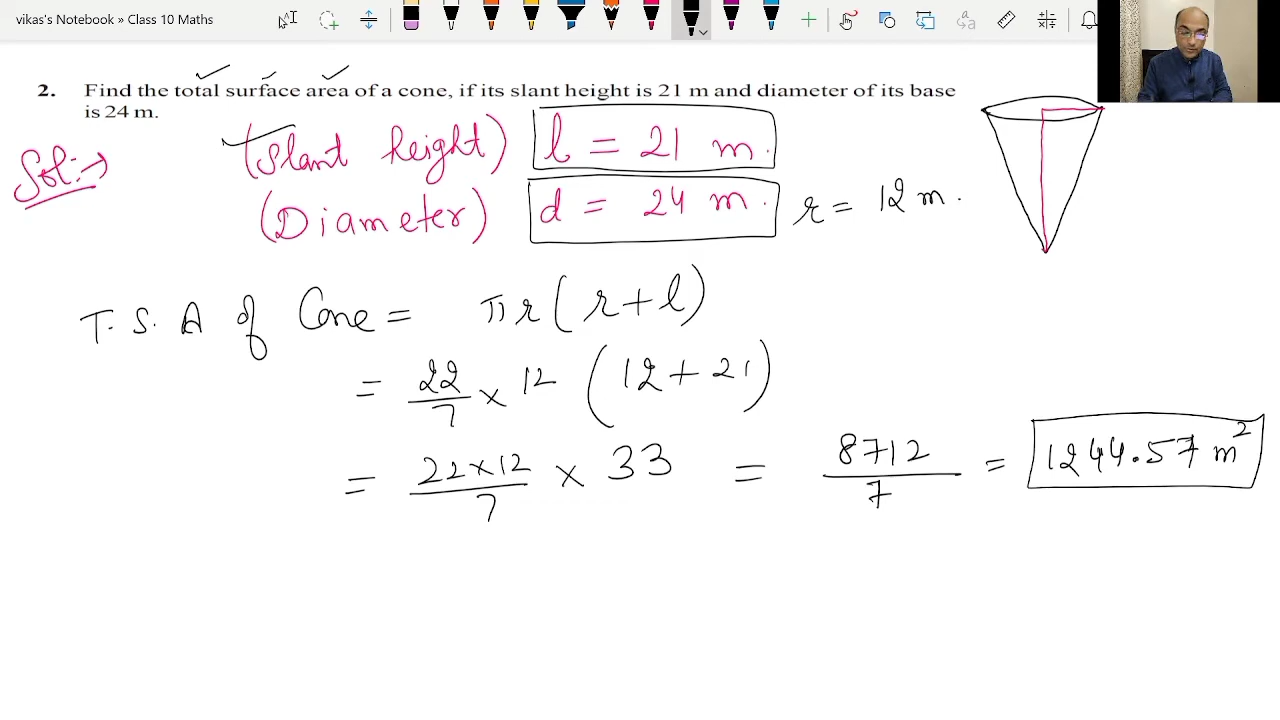 vikas's Notebook » Class 10 Maths
2. Find the total surface area of a cone, if its slant height is 21 m and diameter of its base
is 24 m.
Sol:→ (Slant height) l = 21 m.
(Diameter) d = 24 m. r = 12 m.
T. S. A of Cone = πr(r+l)
= 22/7 × 12 (12 + 21)
= 22×12/7 × 33 = 8712/7 = 1244.57 m²